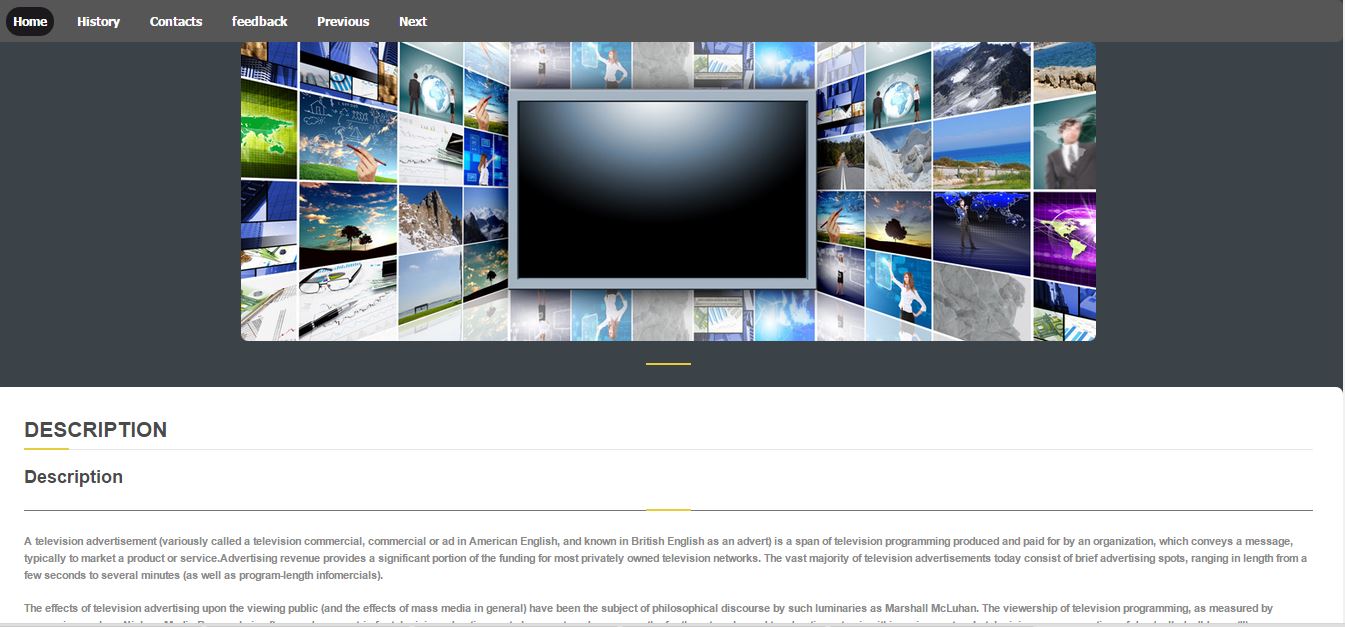 Home History Contacts feedback Previous Next
DESCRIPTION
Description
A television advertisement (variously called a television commercial, commercial or ad in American English, and known in British English as an advert) is a span of television programming produced and paid for by an organization, which conveys a message,
typically to market a product or service.Advertising revenue provides a significant portion of the funding for most privately owned television networks. The vast majority of television advertisements today consist of brief advertising spots, ranging in length from a
few seconds to several minutes (as well as program-length infomercials).
The effects of television advertising upon the viewing public (and the effects of mass media in general) have been the subject of philosophical discourse by such luminaries as Marshall McLuhan. The viewership of television programming, as measured by